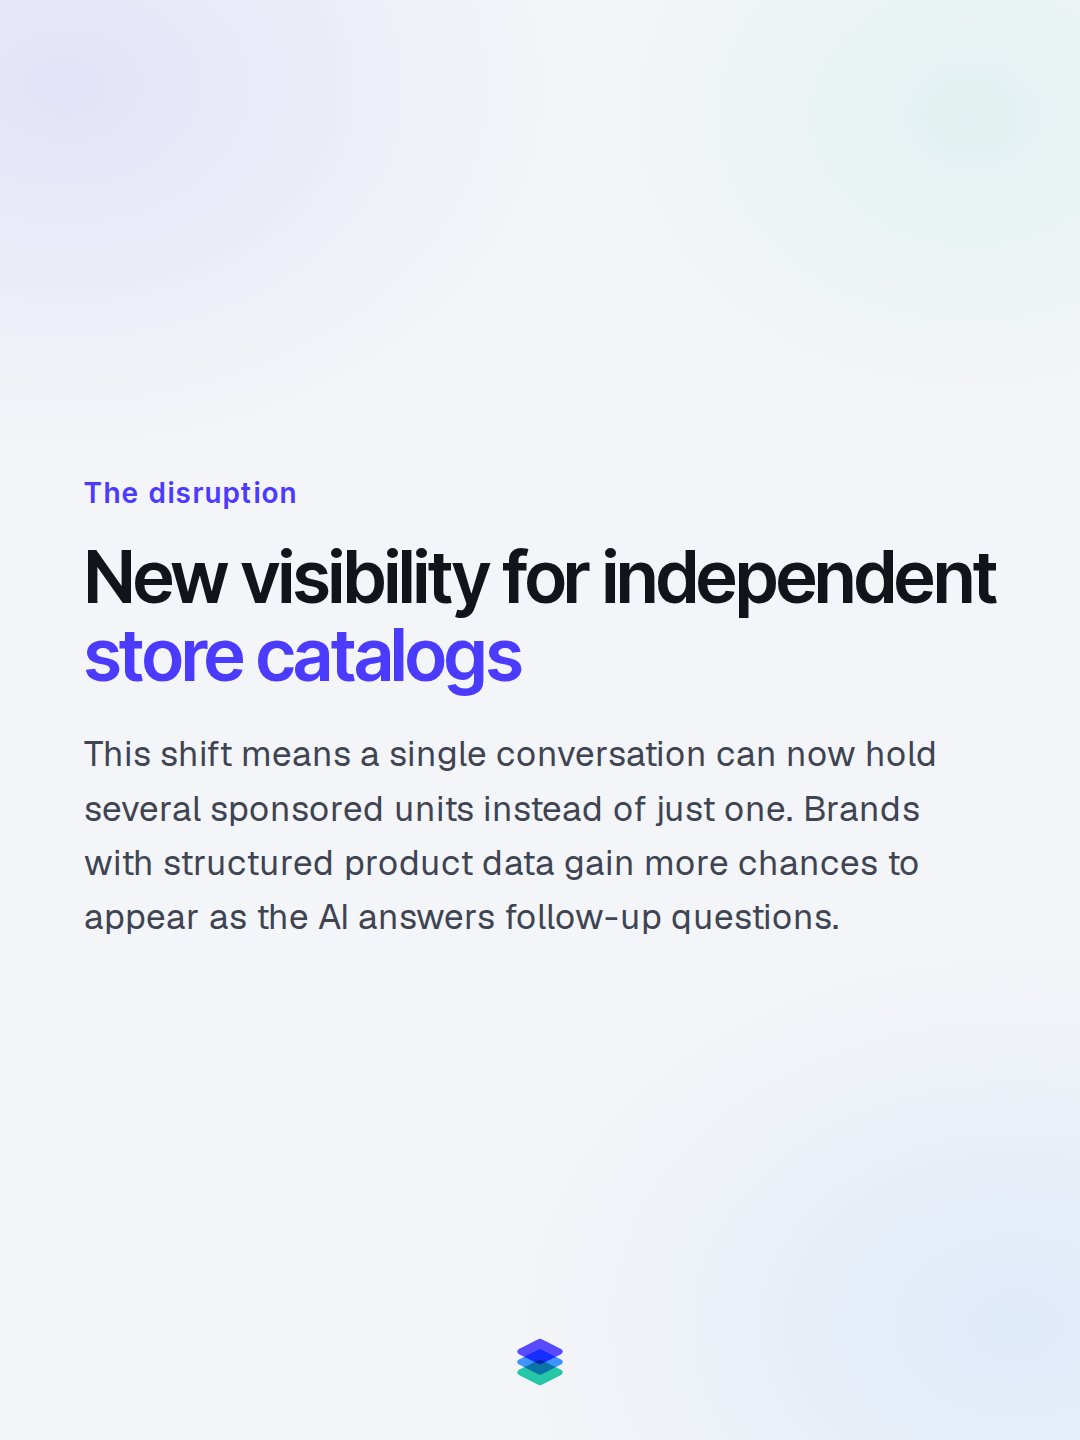 The disruption
New visibility for independent
store catalogs
This shift means a single conversation can now hold
several sponsored units instead of just one. Brands
with structured product data gain more chances to
appear as the AI answers follow-up questions.